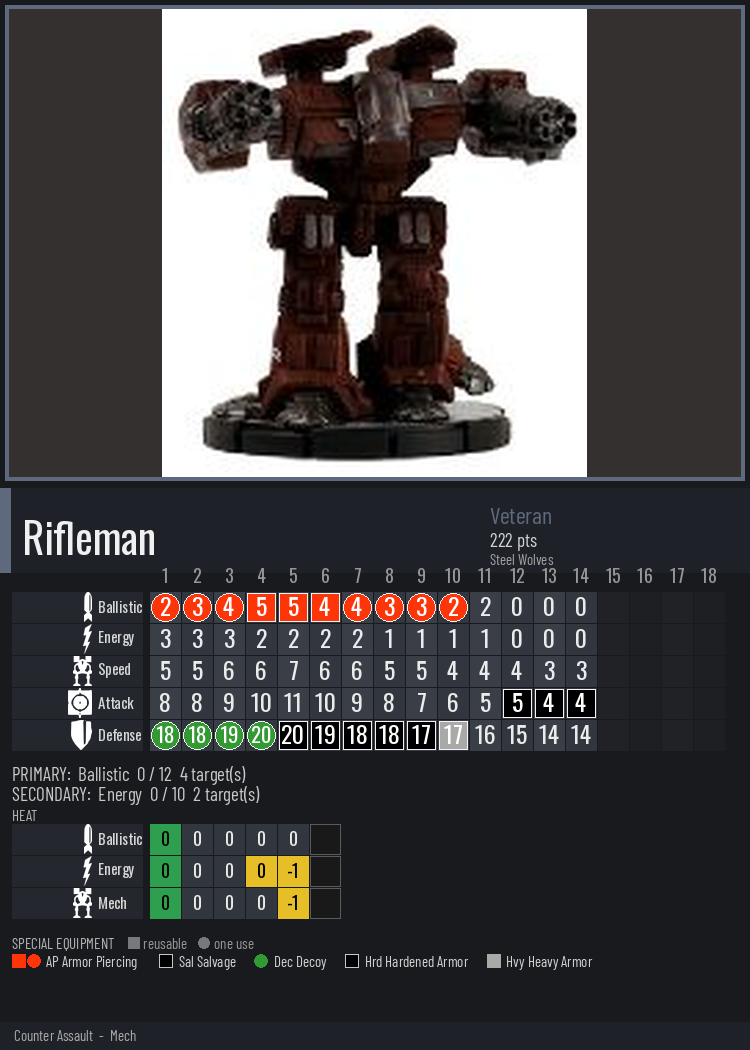 Rifleman
Veteran
222 pts
Steel Wolves
1 2 3 4 5 6 7 8 9 10 11 12 13 14 15 16 17 18
Ballistic 2 3 4 5 5 4 4 3 3 2 2 0 0 0
Energy 3 3 3 2 2 2 2 1 1 1 1 0 0 0
Speed 5 5 6 6 7 6 6 5 5 4 4 4 3 3
Attack 8 8 9 10 11 10 9 8 7 6 5 5 4 4
Defense 18 18 19 20 20 19 18 18 17 17 16 15 14 14
PRIMARY: Ballistic 0 / 12 4 target(s)
SECONDARY: Energy 0 / 10 2 target(s)
HEAT
Ballistic 0 0 0 0 0
Energy 0 0 0 0 -1
Mech 0 0 0 0 -1
SPECIAL EQUIPMENT reusable one use
AP Armor Piercing Sal Salvage Dec Decoy Hrd Hardened Armor Hvy Heavy Armor
Counter Assault - Mech